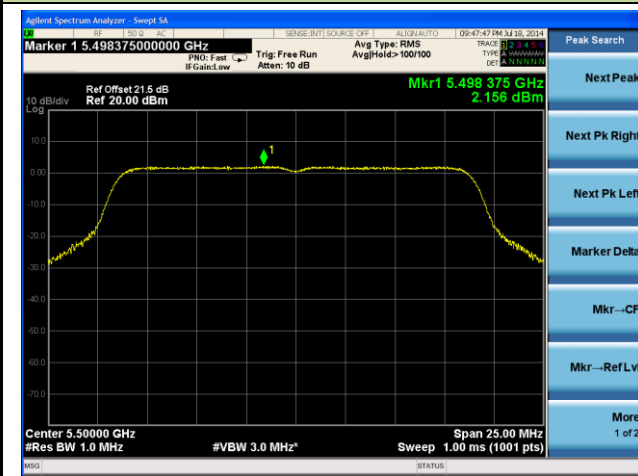 Agilent Spectrum Analyzer - Swept SA
RF 50 Ω AC SENSE:INT SOURCE OFF ALIGNAUTO 09:47:47 PM Jul 18, 2014
Marker 1 5.498375000000 GHz
PNO: Fast
IFGain:Low
Trig: Free Run
Atten: 10 dB
Avg Type: RMS
Avg|Hold:>100/100
TRACE 1 2 3 4 5 6
TYPE A WWWWW
DET A N N N N N
Ref Offset 21.5 dB
Ref 20.00 dBm
10 dB/div
Log
Mkr1 5.498 375 GHz
2.156 dBm
10.0
0.00
-10.0
-20.0
-30.0
-40.0
-50.0
-60.0
-70.0
1
Center 5.50000 GHz
#Res BW 1.0 MHz
#VBW 3.0 MHz*
Span 25.00 MHz
Sweep 1.00 ms (1001 pts)
MSG
STATUS
Peak Search
Next Peak
Next Pk Right
Next Pk Left
Marker Delta
Mkr→CF
Mkr→Ref Lvl
More
1 of 2